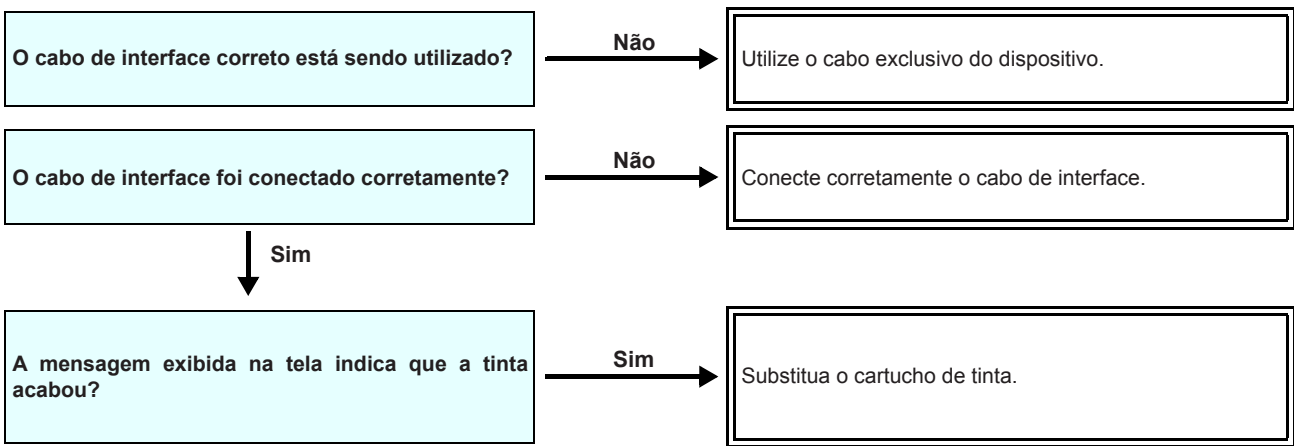 O cabo de interface correto está sendo utilizado?
Não
Utilize o cabo exclusivo do dispositivo.
O cabo de interface foi conectado corretamente?
Não
Conecte corretamente o cabo de interface.
Sim
A mensagem exibida na tela indica que a tinta
acabou?
Sim
Substitua o cartucho de tinta.